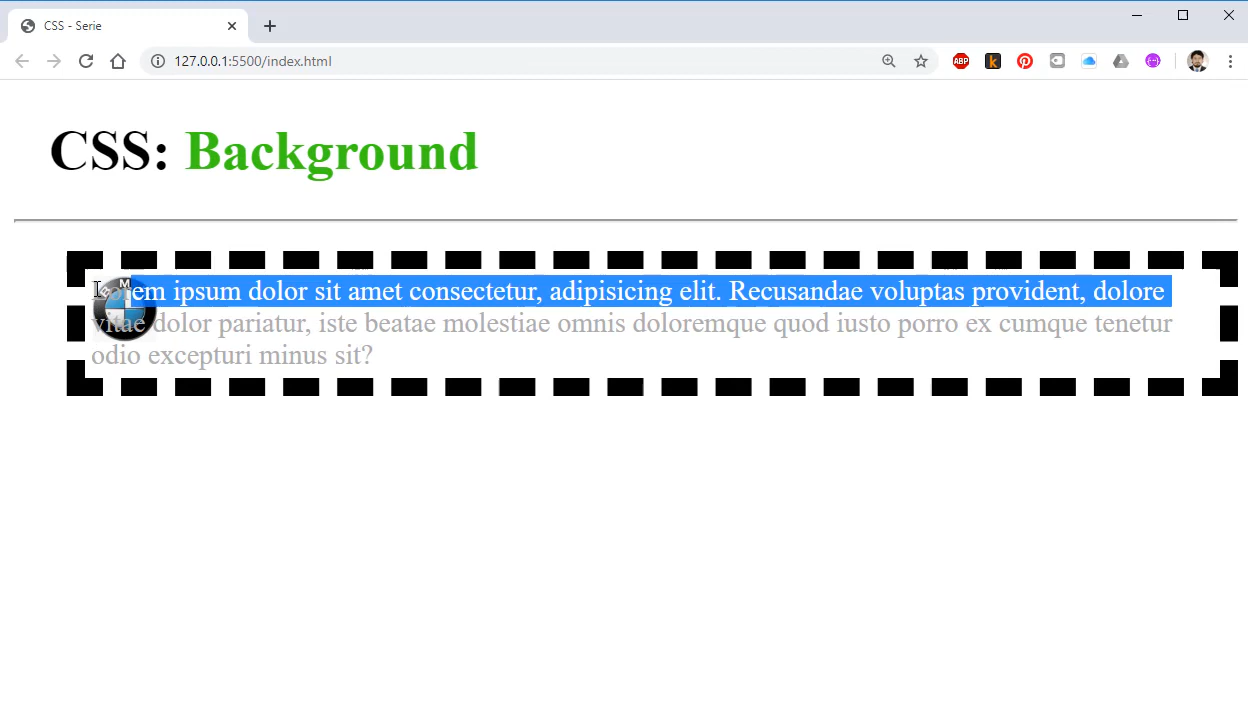 CSS - Serie
127.0.0.1:5500/index.html
ABP
k
CSS: Background
BMW
Lorem ipsum dolor sit amet consectetur, adipisicing elit. Recusandae voluptas provident, dolore
vitae dolor pariatur, iste beatae molestiae omnis doloremque quod iusto porro ex cumque tenetur
odio excepturi minus sit?